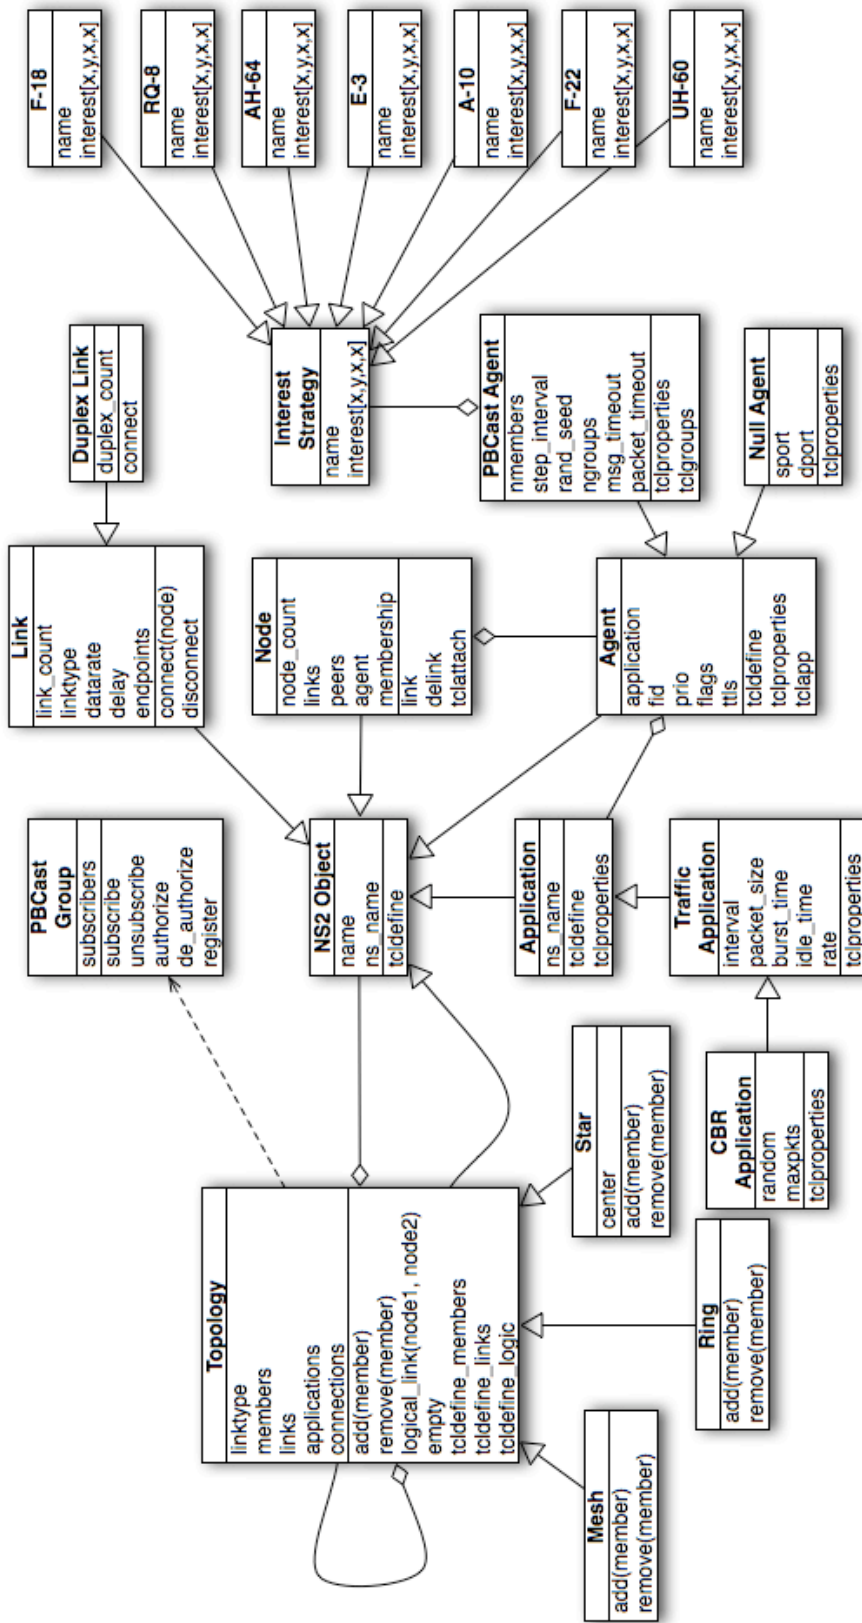 F-18
name
interest[x,y,x,x]
RQ-8
name
interest[x,y,x,x]
AH-64
name
interest[x,y,x,x]
E-3
name
interest[x,y,x,x]
A-10
name
interest[x,y,x,x]
F-22
name
interest[x,y,x,x]
UH-60
name
interest[x,y,x,x]
Duplex Link
duplex_count
connect
Interest
Strategy
name
interest[x,y,x,x]
PBCast Agent
nmembers
step_interval
rand_seed
ngroups
msg_timeout
packet_timeout
tclproperties
tclgroups
Null Agent
sport
dport
tclproperties
Link
link_count
linktype
datarate
delay
endpoints
connect(node)
disconnect
Node
node_count
links
peers
agent
membership
link
delink
tclattach
Agent
application
fid
prio
flags
ttls
tcldefine
tclproperties
tclapp
PBCast
Group
subscribers
subscribe
unsubscribe
authorize
de_authorize
register
NS2 Object
name
ns_name
tcldefine
Application
ns_name
tcldefine
tclproperties
Traffic
Application
interval
packet_size
burst_time
idle_time
rate
tclproperties
Topology
linktype
members
links
applications
connections
add(member)
remove(member)
logical_link(node1, node2)
empty
tcldefine_members
tcldefine_links
tcldefine_logic
Star
center
add(member)
remove(member)
CBR
Application
random
maxpkts
tclproperties
Ring
add(member)
remove(member)
Mesh
add(member)
remove(member)